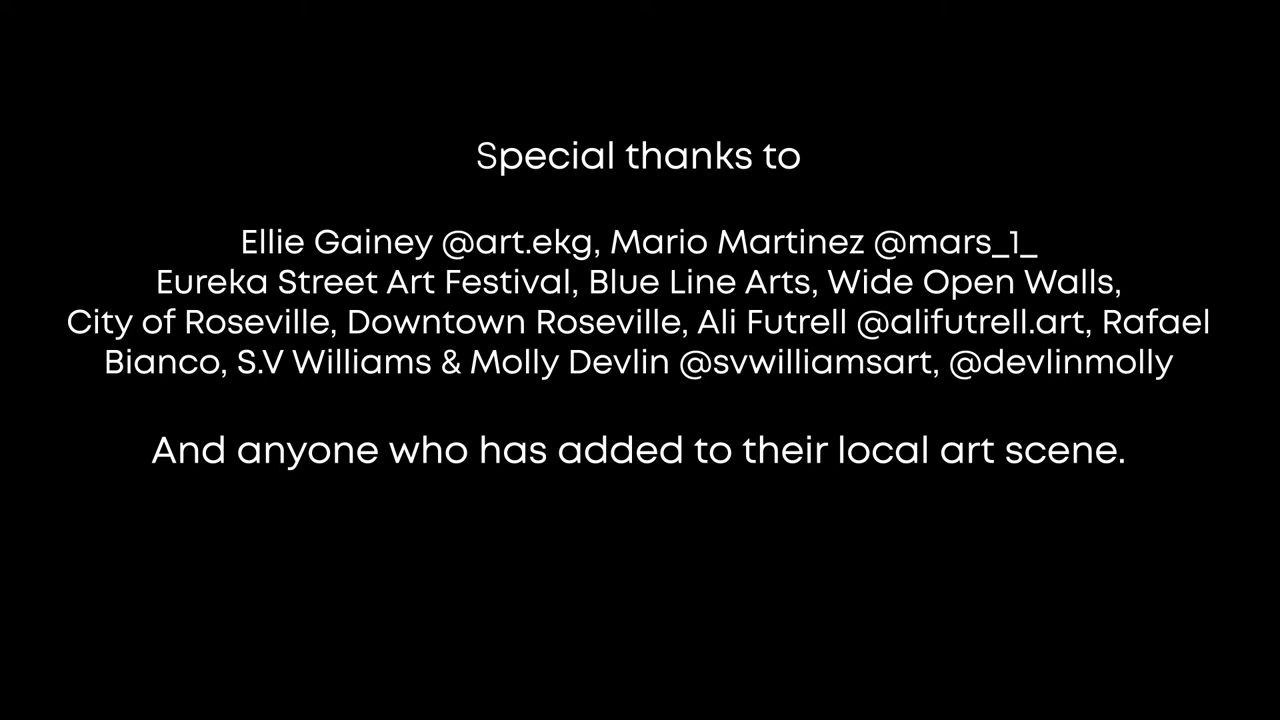 Special thanks to
Ellie Gainey @art.ekg, Mario Martinez @mars_1_
Eureka Street Art Festival, Blue Line Arts, Wide Open Walls,
City of Roseville, Downtown Roseville, Ali Futrell @alifutrell.art, Rafael
Bianco, S.V Williams & Molly Devlin @svwilliamsart, @devlinmolly
And anyone who has added to their local art scene.